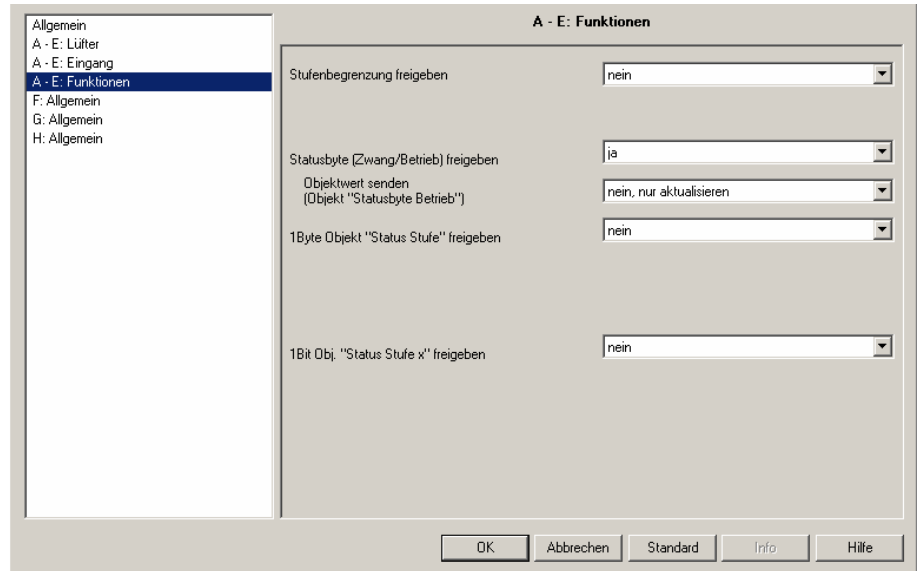 Allgemein
A - E: Lüfter
A - E: Eingang
A - E: Funktionen
F: Allgemein
G: Allgemein
H: Allgemein
A - E: Funktionen
Stufenbegrenzung freigeben
nein
Statusbyte (Zwang/Betrieb) freigeben
ja
Objektwert senden
(Objekt "Statusbyte Betrieb")
nein, nur aktualisieren
1Byte Objekt "Status Stufe" freigeben
nein
1Bit Obj. "Status Stufe x" freigeben
nein
OK
Abbrechen
Standard
Info
Hilfe